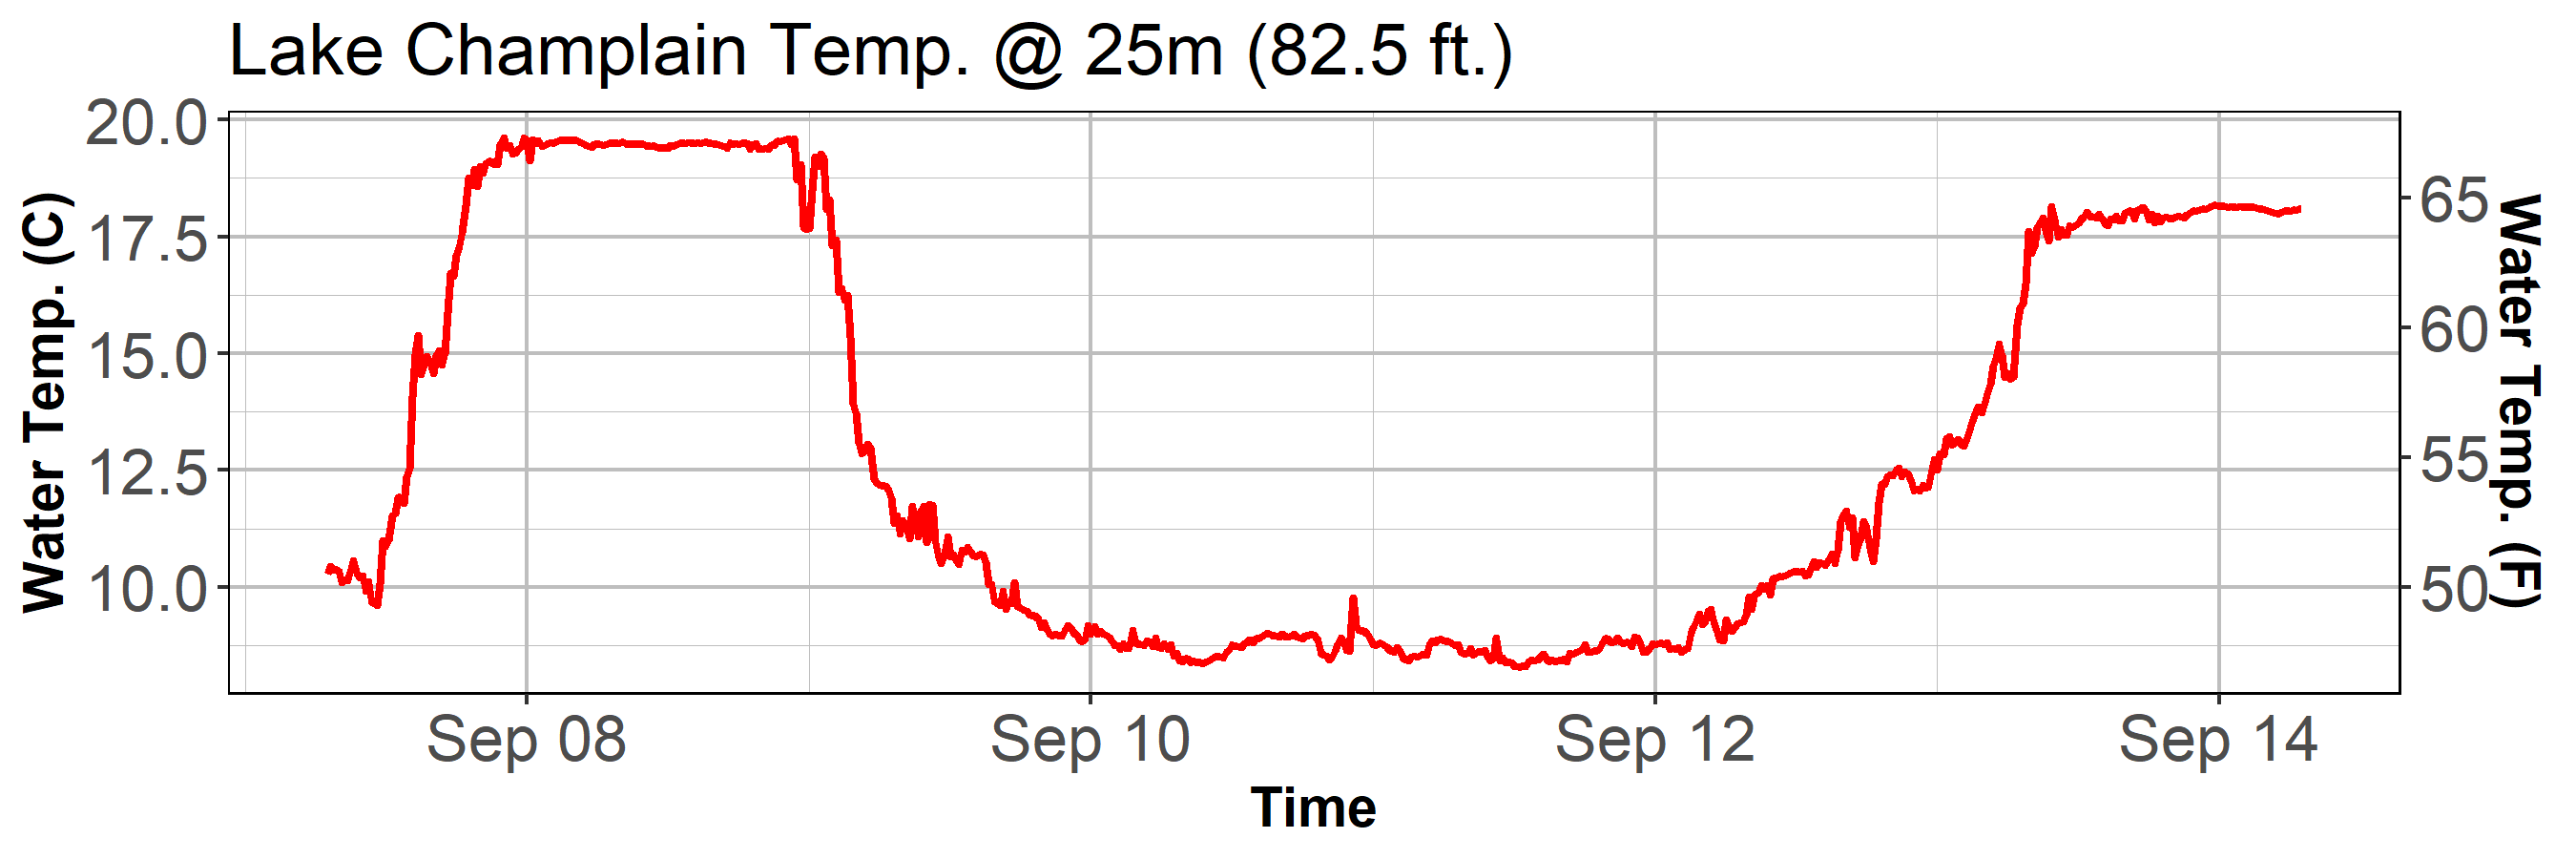 Lake Champlain Temp. @ 25m (82.5 ft.)
Water Temp. (C)
20.0
17.5
15.0
12.5
10.0
65
60
55
50
Water Temp. (F)
Sep 08 Sep 10 Sep 12 Sep 14
Time